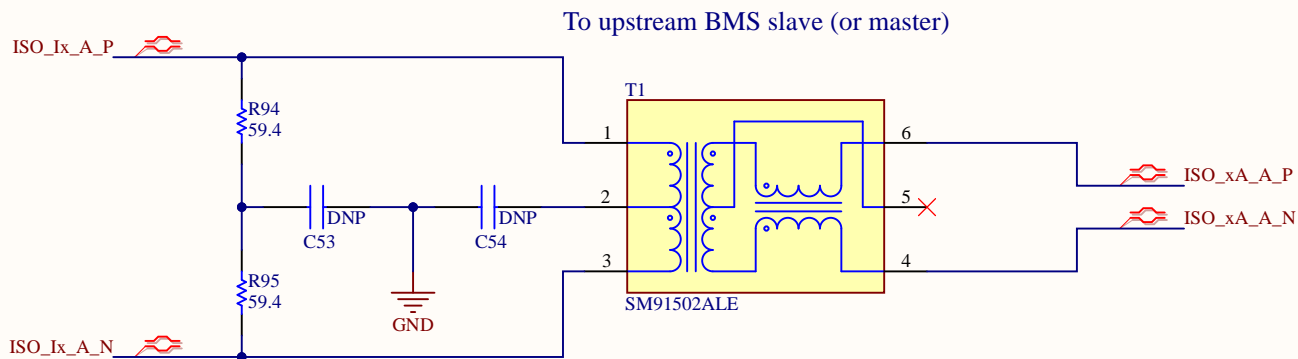 To upstream BMS slave (or master)
ISO_Ix_A_P
T1
R94
59.4
1
6
ISO_xA_A_P
2
5
DNP
DNP
C53
C54
ISO_xA_A_N
3
4
R95
59.4
SM91502ALE
GND
ISO_Ix_A_N